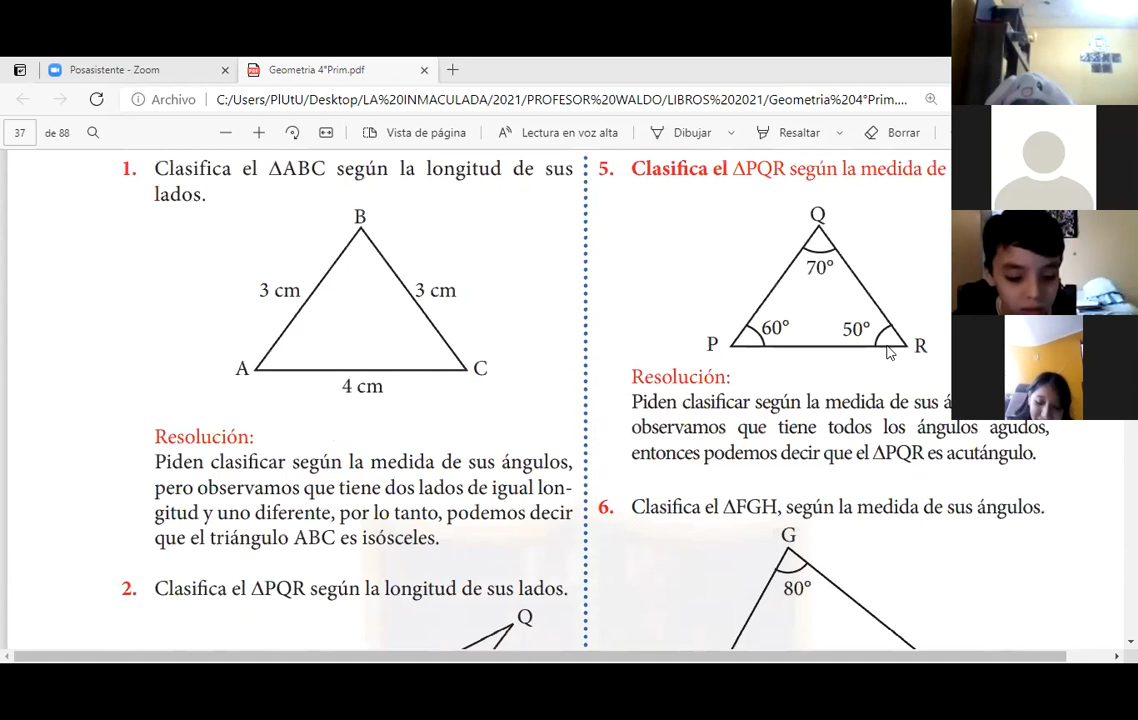 Posasistente - Zoom
Geometria 4°Prim.pdf
Archivo
C:/Users/PlUtU/Desktop/LA%20INMACULADA/2021/PROFESOR%20WALDO/LIBROS%202021/Geometria%204°Prim....
37
de 88
Vista de página
Lectura en voz alta
Dibujar
Resaltar
Borrar
1. Clasifica el ΔABC según la longitud de sus
lados.
B
3 cm
3 cm
A
C
4 cm
Resolución:
Piden clasificar según la medida de sus ángulos,
pero observamos que tiene dos lados de igual lon-
gitud y uno diferente, por lo tanto, podemos decir
que el triángulo ABC es isósceles.
2. Clasifica el ΔPQR según la longitud de sus lados.
Q
5. Clasifica el ΔPQR según la medida de
Q
70°
60°
50°
P
R
Resolución:
Piden clasificar según la medida de sus á
observamos que tiene todos los ángulos agudos,
entonces podemos decir que el ΔPQR es acutángulo.
6. Clasifica el ΔFGH, según la medida de sus ángulos.
G
80°